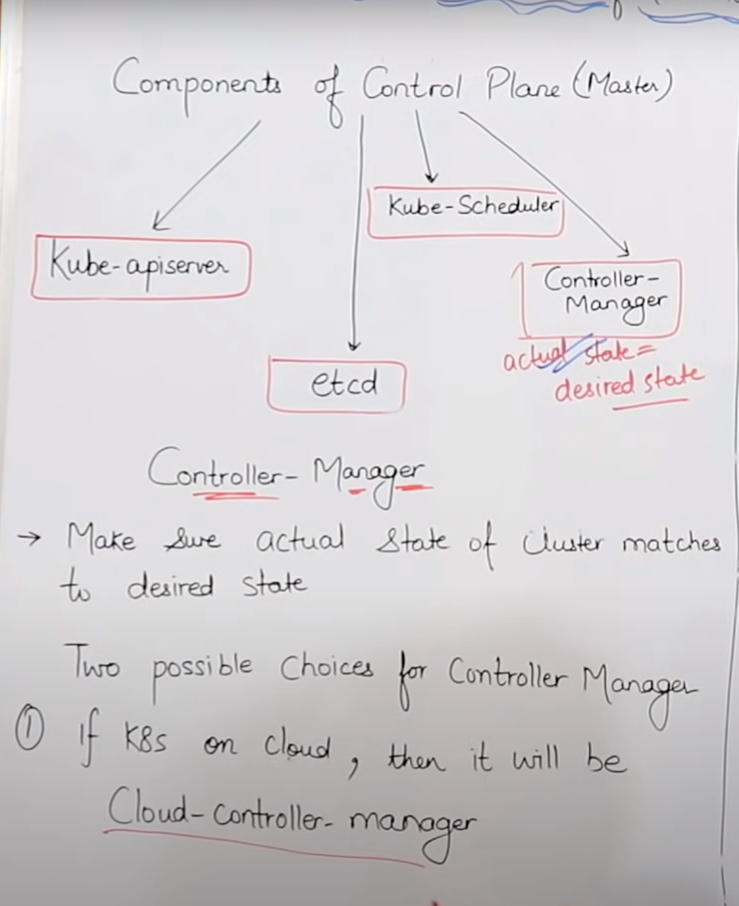 Components of Control Plane (Master)
Kube-Scheduler
Kube-apiserver
Controller-
Manager
actual state =
desired state
etcd
Controller-Manager
→ Make sure actual state of cluster matches
to desired state
Two possible choices for Controller Manager
① If K8s on cloud, then it will be
Cloud-controller-manager